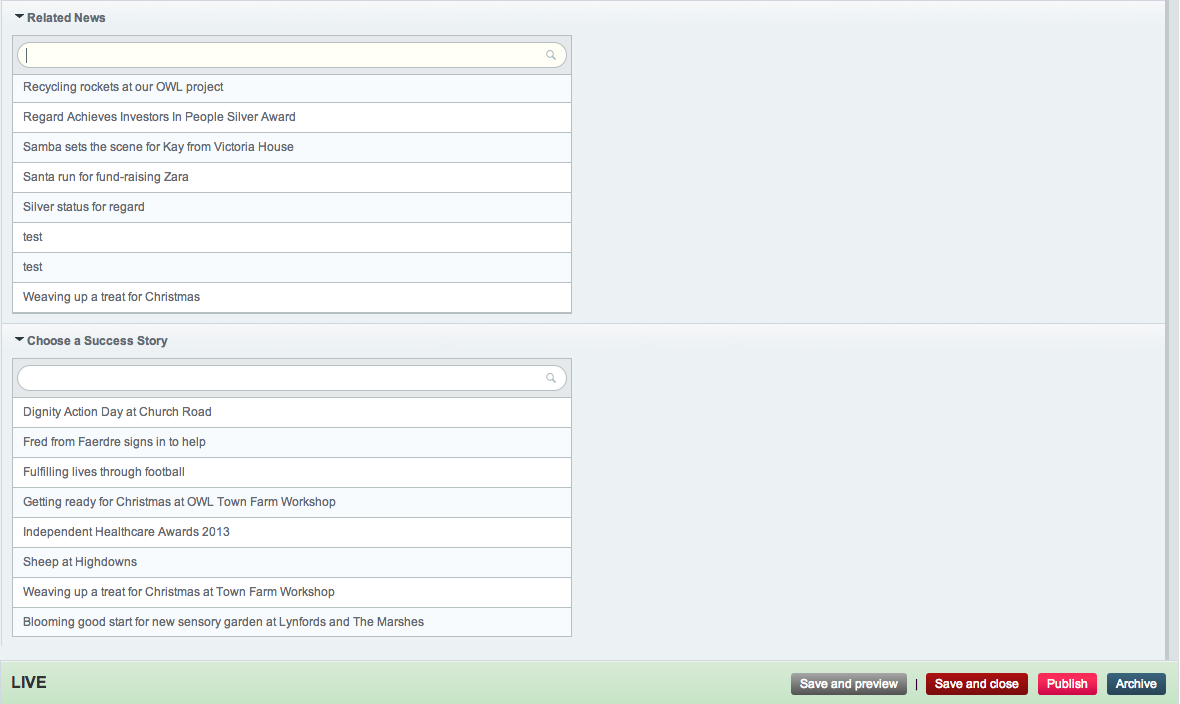 Related News
Recycling rockets at our OWL project
Regard Achieves Investors In People Silver Award
Samba sets the scene for Kay from Victoria House
Santa run for fund-raising Zara
Silver status for regard
test
test
Weaving up a treat for Christmas
Choose a Success Story
Dignity Action Day at Church Road
Fred from Faerdre signs in to help
Fulfilling lives through football
Getting ready for Christmas at OWL Town Farm Workshop
Independent Healthcare Awards 2013
Sheep at Highdowns
Weaving up a treat for Christmas at Town Farm Workshop
Blooming good start for new sensory garden at Lynfords and The Marshes
LIVE Save and preview | Save and close Publish Archive